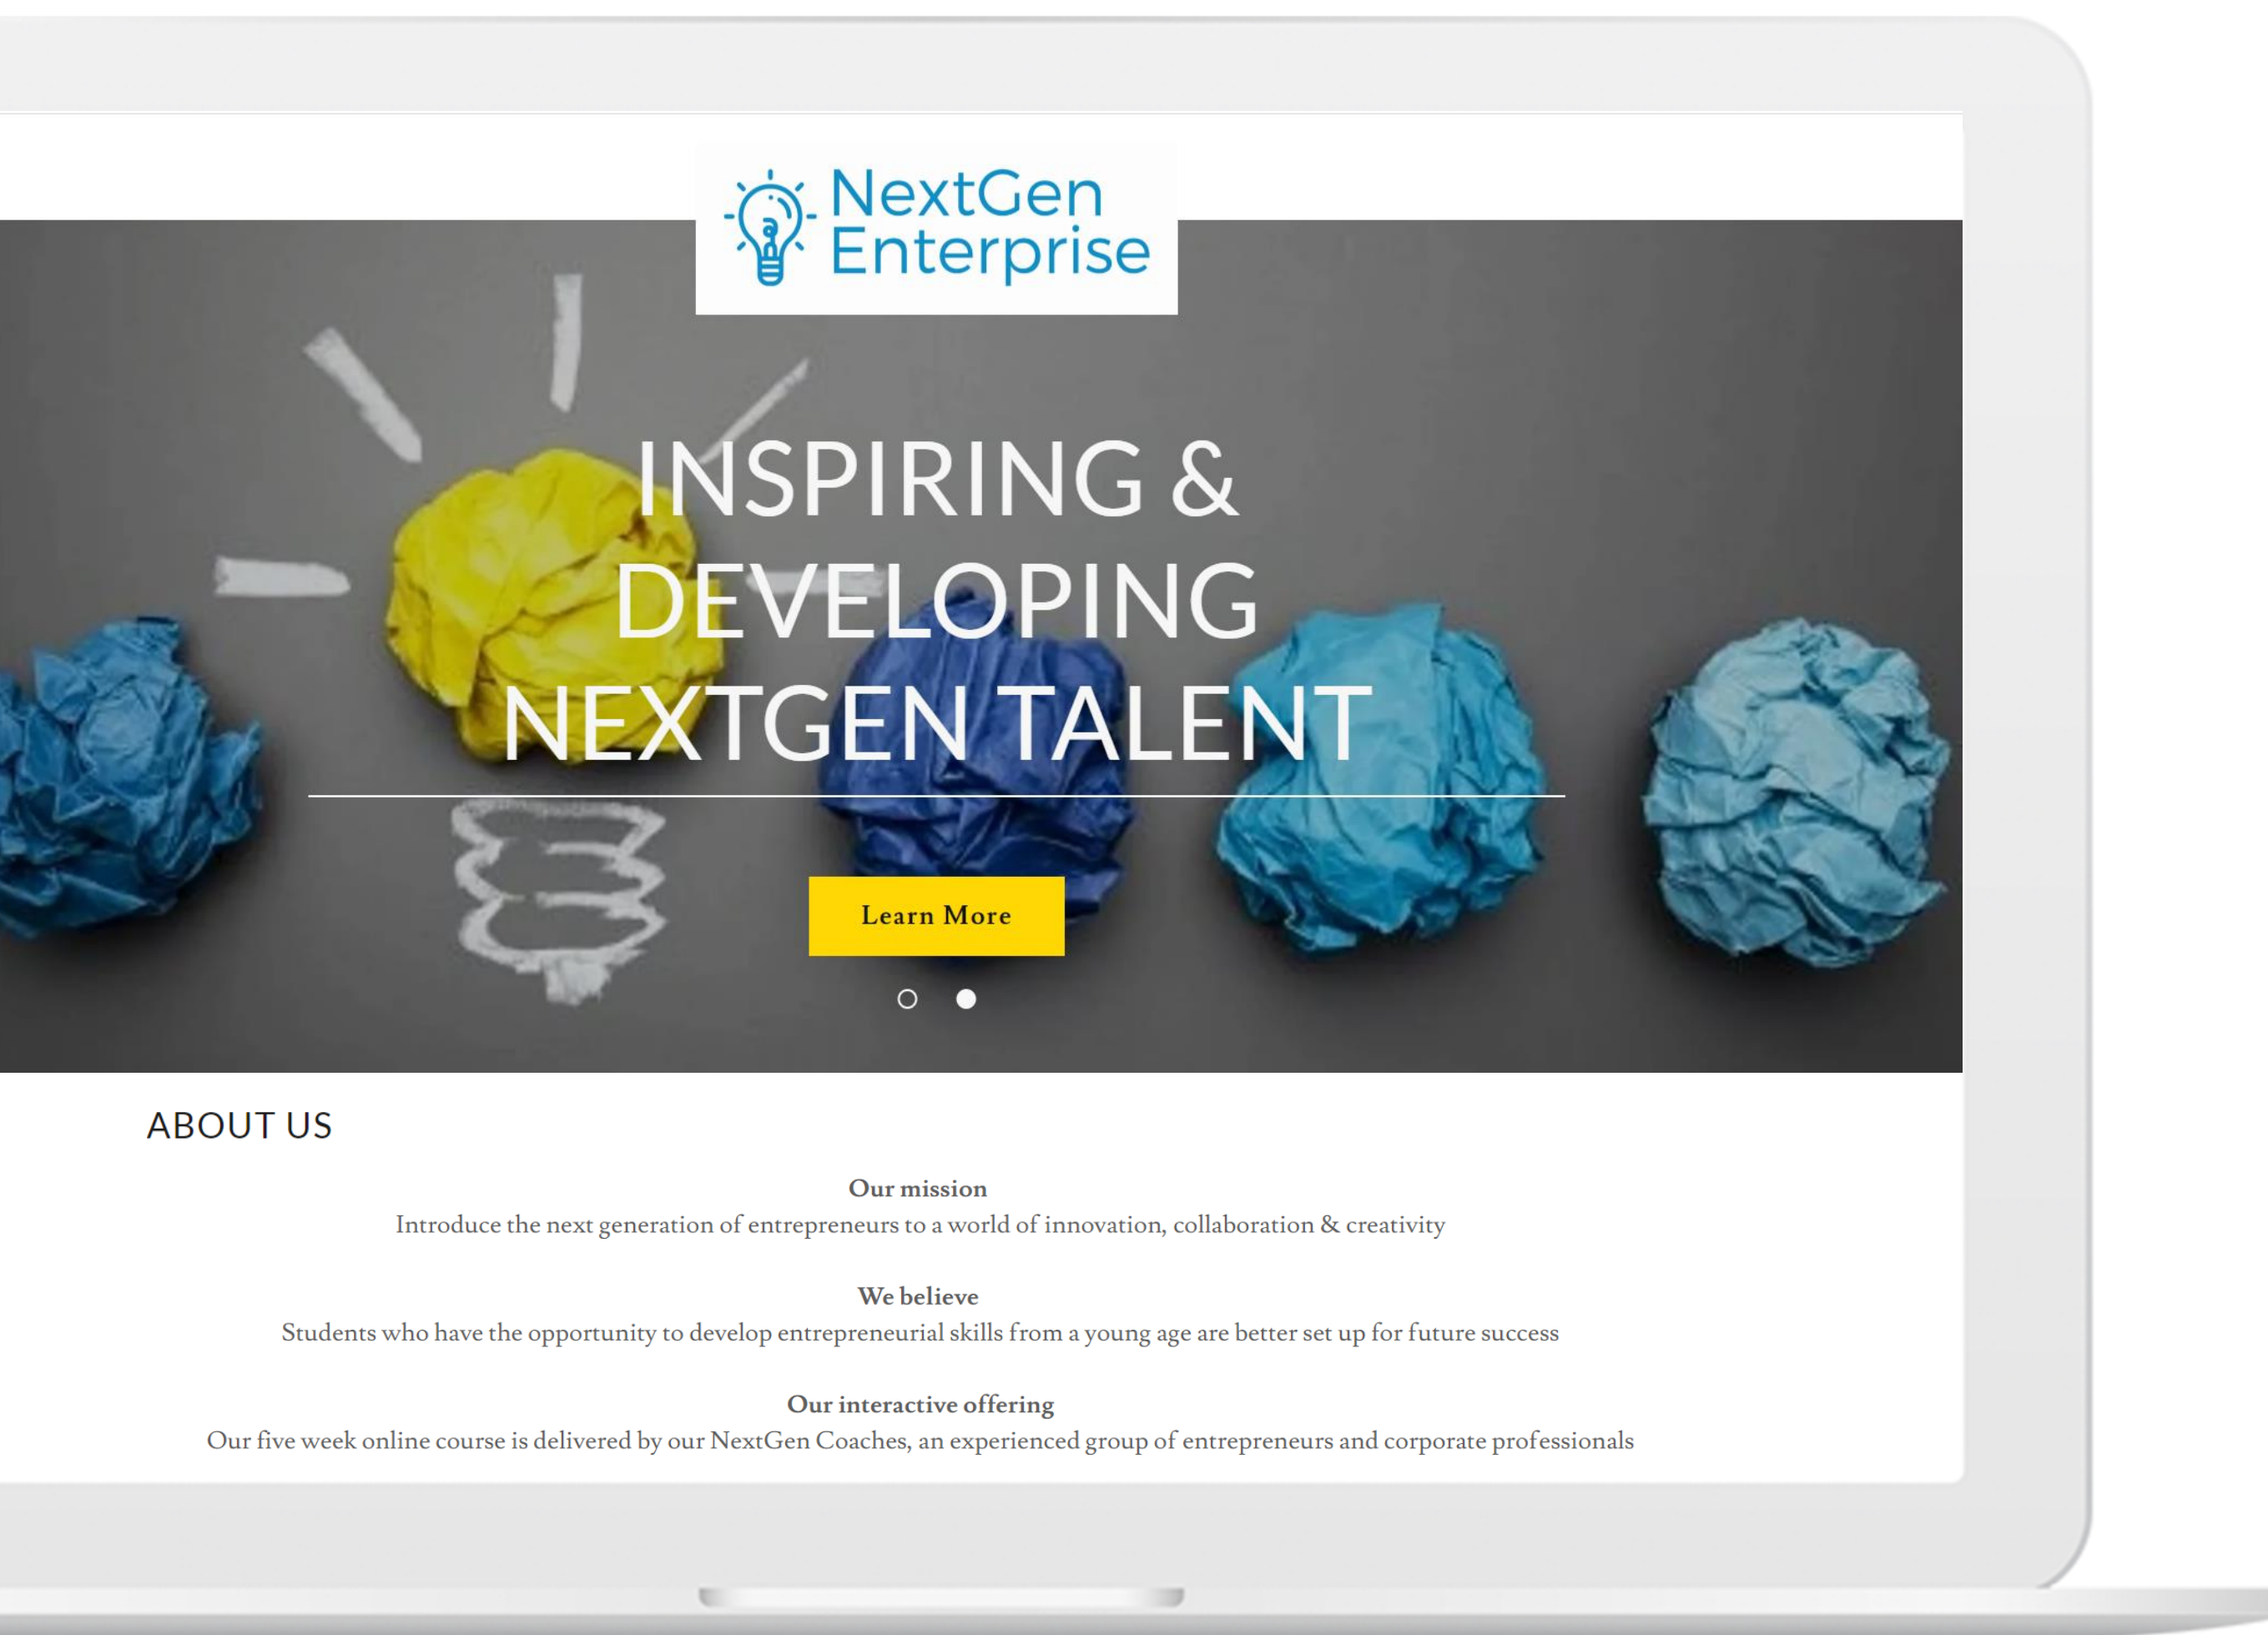 NextGen
Enterprise
INSPIRING &
DEVELOPING
NEXTGEN TALENT
Learn More
ABOUT US
Our mission
Introduce the next generation of entrepreneurs to a world of innovation, collaboration & creativity
We believe
Students who have the opportunity to develop entrepreneurial skills from a young age are better set up for future success
Our interactive offering
Our five week online course is delivered by our NextGen Coaches, an experienced group of entrepreneurs and corporate professionals